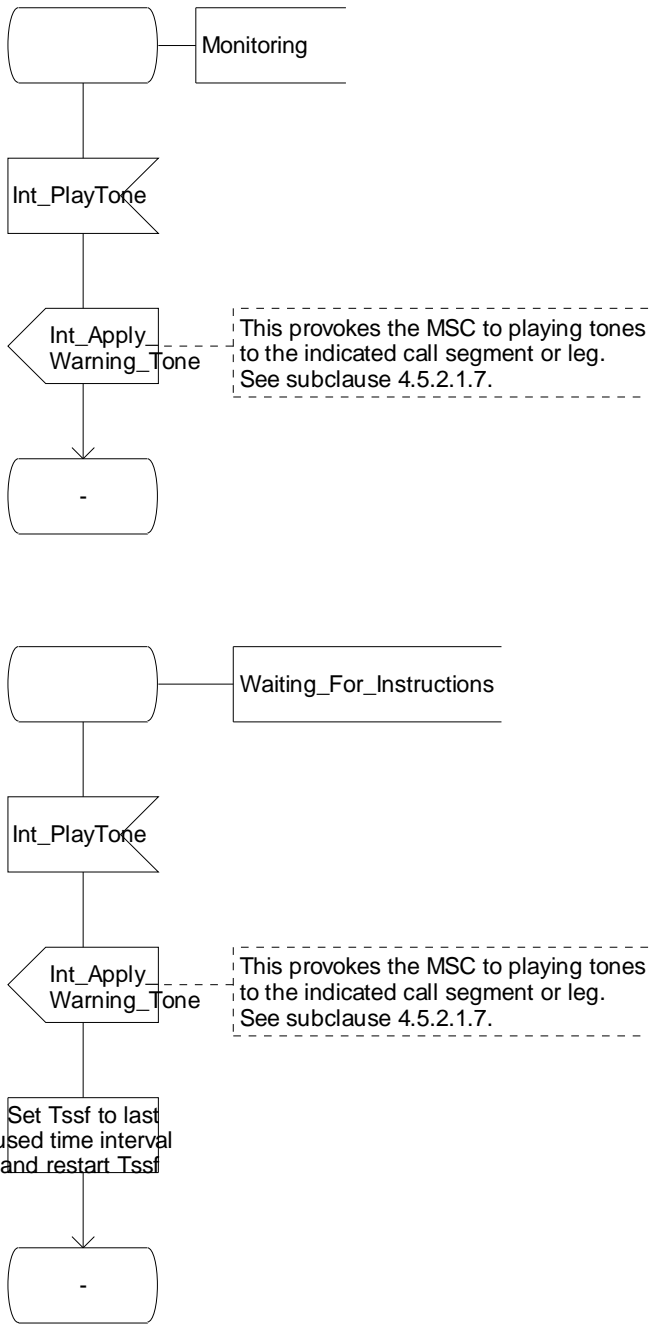 Monitoring
Int_PlayTone
Int_Apply_
Warning_Tone
This provokes the MSC to playing tones
to the indicated call segment or leg.
See subclause 4.5.2.1.7.
-
Waiting_For_Instructions
Int_PlayTone
Int_Apply_
Warning_Tone
This provokes the MSC to playing tones
to the indicated call segment or leg.
See subclause 4.5.2.1.7.
Set Tssf to last
used time interval
and restart Tssf
-